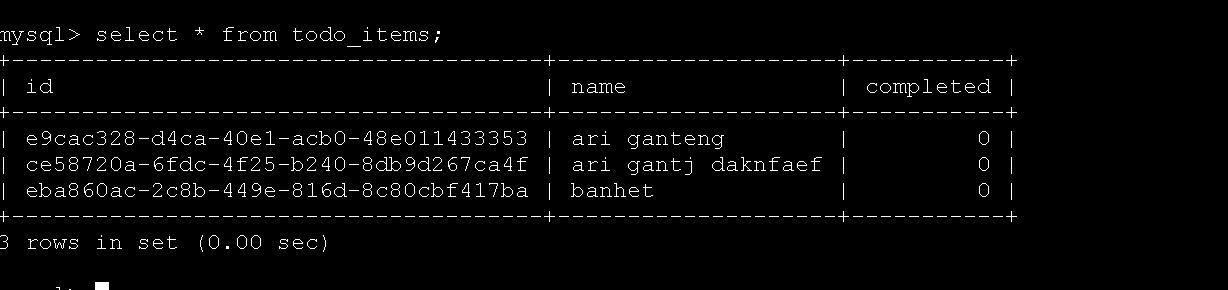 mysql> select * from todo_items;
+--------------------------------------+---------------------+-----------+
| id                                   | name                | completed |
+--------------------------------------+---------------------+-----------+
| e9cac328-d4ca-40e1-acb0-48e011433353 | ari ganteng         |         0 |
| ce58720a-6fdc-4f25-b240-8db9d267ca4f | ari gantj daknfaef |         0 |
| eba860ac-2c8b-449e-816d-8c80cbf417ba | banhet              |         0 |
+--------------------------------------+---------------------+-----------+
3 rows in set (0.00 sec)